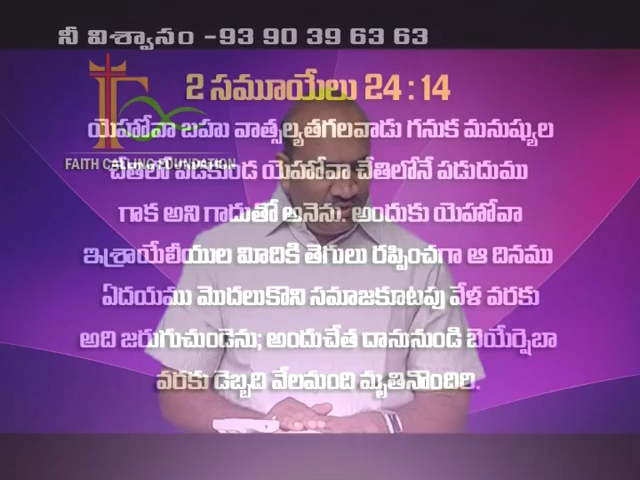 నీ విశ్వాసం -93 90 39 63 63
2 సమూయేలు 24 : 14
యెహోవా బహు వాత్సల్యతగలవాడు గనుక మనుష్యుల
FAITH CALLING FOUNDATION
చేతిలో పడకుండ యెహోవా చేతిలోనే పడుదుము
గాక అని గాదుతో అనెను. అందుకు యెహోవా
ఇశ్రాయేలీయుల మీదికి తెగులు రప్పించగా ఆ దినము
ఏదయము మొదలుకొని సమాజకూటపు వేళ వరకు
అది జరుగుచుండెను; అందుచేత దానునుండి బెయేర్షెబా
వరకు డెబ్బది వేలమంది మృతినొందిరి.